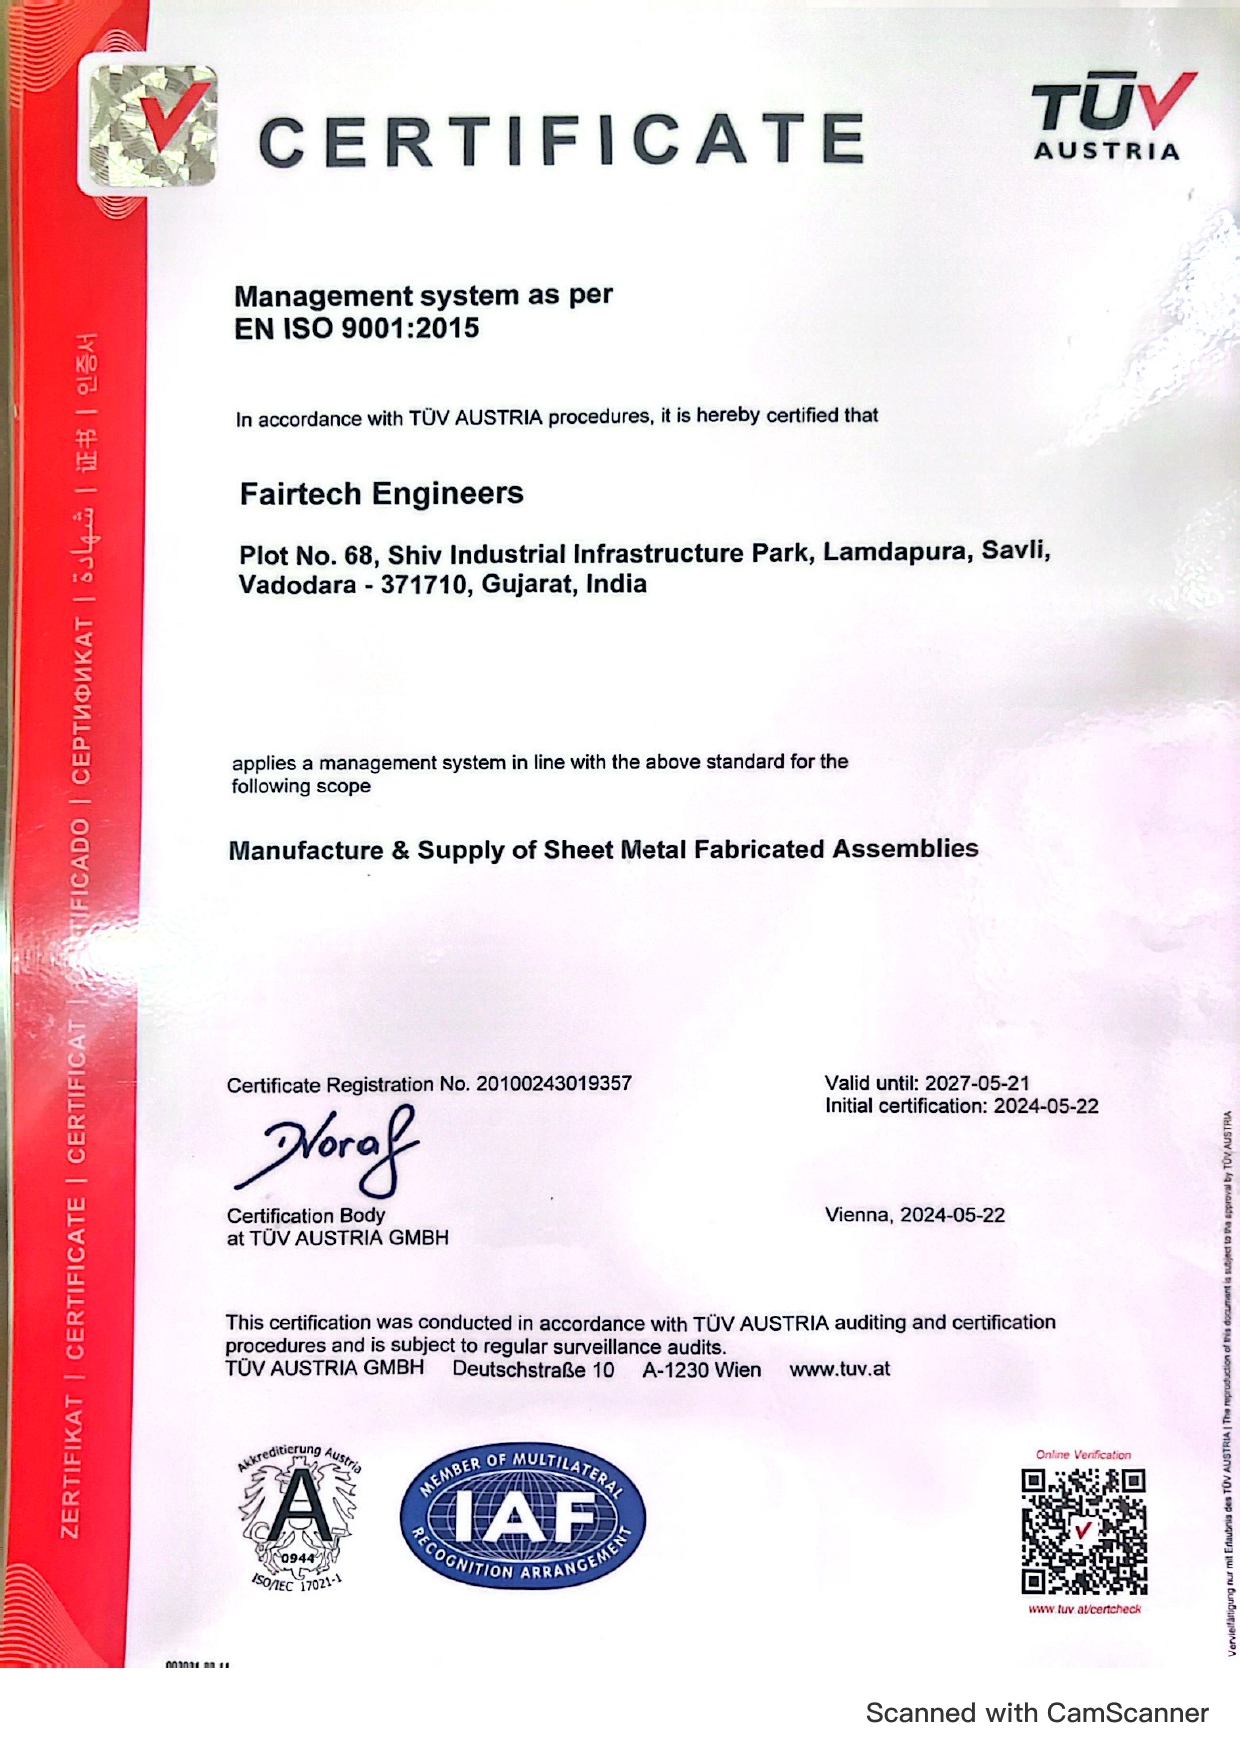 CERTIFICATE
TÜV
AUSTRIA
Management system as per
EN ISO 9001:2015
In accordance with TÜV AUSTRIA procedures, it is hereby certified that
Fairtech Engineers
Plot No. 68, Shiv Industrial Infrastructure Park, Lamdapura, Savli,
Vadodara - 371710, Gujarat, India
applies a management system in line with the above standard for the
following scope
Manufacture & Supply of Sheet Metal Fabricated Assemblies
Certificate Registration No. 20100243019357
Valid until: 2027-05-21
Initial certification: 2024-05-22
Certification Body
at TÜV AUSTRIA GMBH
Vienna, 2024-05-22
This certification was conducted in accordance with TÜV AUSTRIA auditing and certification
procedures and is subject to regular surveillance audits.
TÜV AUSTRIA GMBH Deutschstraße 10 A-1230 Wien www.tuv.at
Akkreditierung Austria
A
0944
ISO/IEC 17021-1
MEMBER OF MULTILATERAL
IAF
RECOGNITION ARRANGEMENT
Online Verification
www.tuv.at/certcheck
ZERTIFIKAT | CERTIFICATE | CERTIFICAT | CERTIFICADO | СЕРТИФИКАТ | شهادة | 证书 | 인증서
Vervielfältigung nur mit Erlaubnis des TÜV AUSTRIA | The reproduction of this document is subject to the approval by TÜV AUSTRIA
Scanned with CamScanner